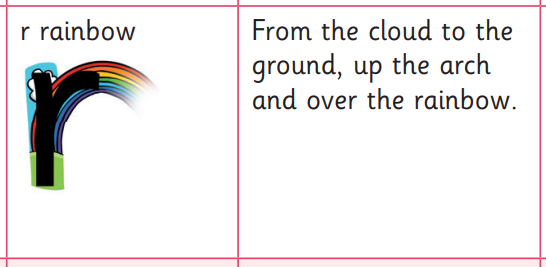 r rainbow
r
From the cloud to the
ground, up the arch
and over the rainbow.